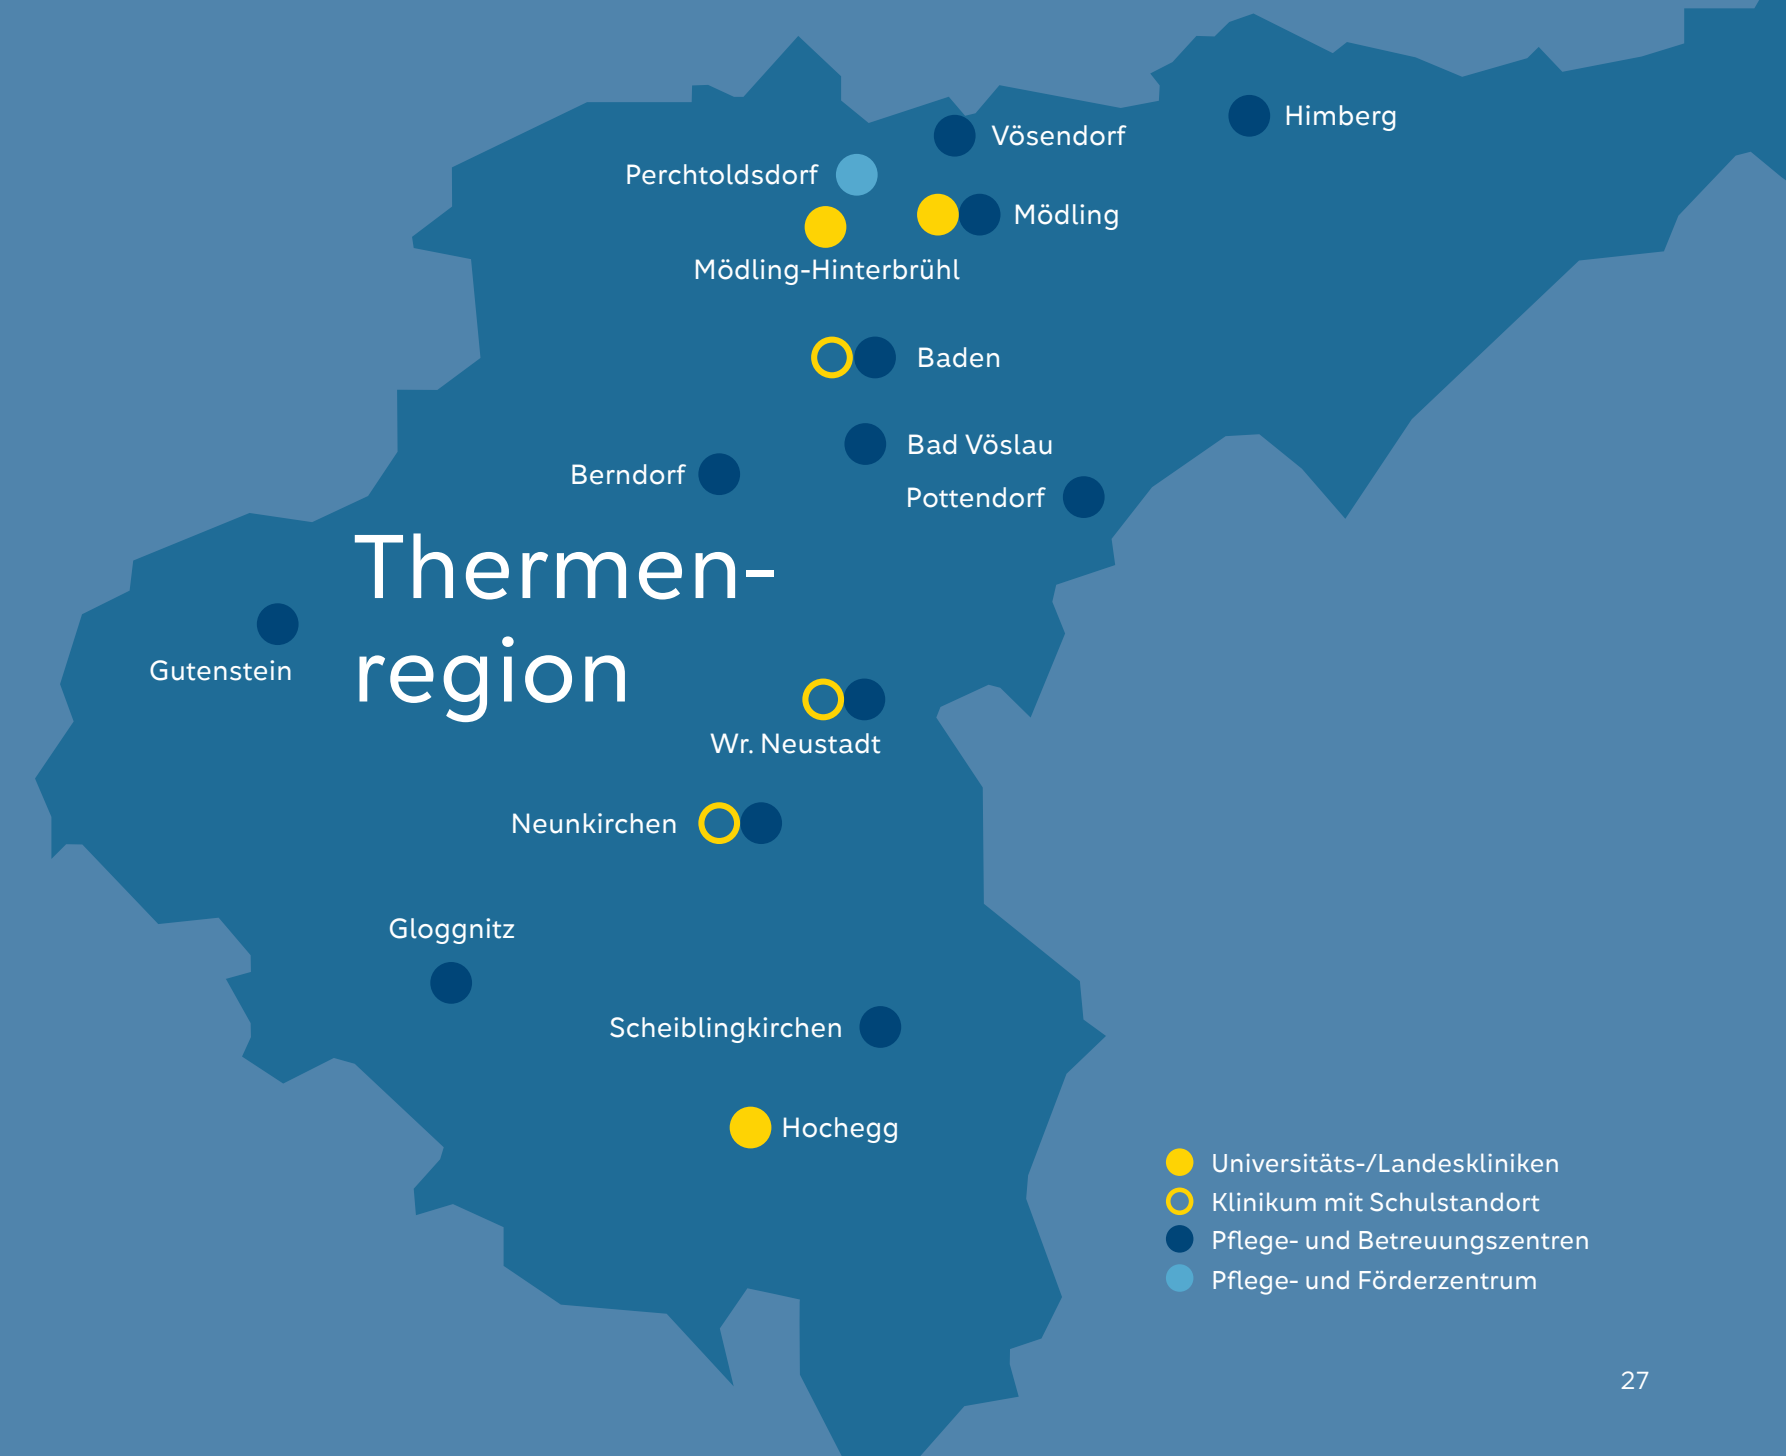 Himberg
Vösendorf
Perchtoldsdorf
Mödling
Mödling-Hinterbrühl
Baden
Bad Vöslau
Berndorf
Pottendorf
Thermen-
region
Gutenstein
Wr. Neustadt
Neunkirchen
Gloggnitz
Scheiblingkirchen
Hochegg
Universitäts-/Landeskliniken
Klinikum mit Schulstandort
Pflege- und Betreuungszentren
Pflege- und Förderzentrum
27